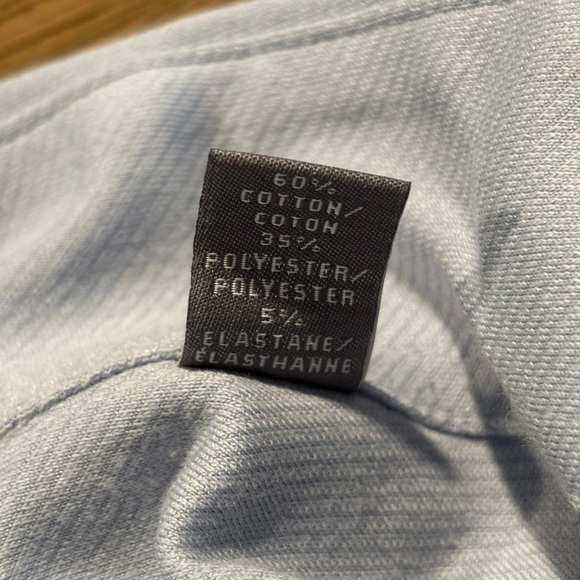 60%
COTTON/
COTON
35%
POLYESTER/
POLYESTER
5%
ELASTANE/
ÉLASTHANNE